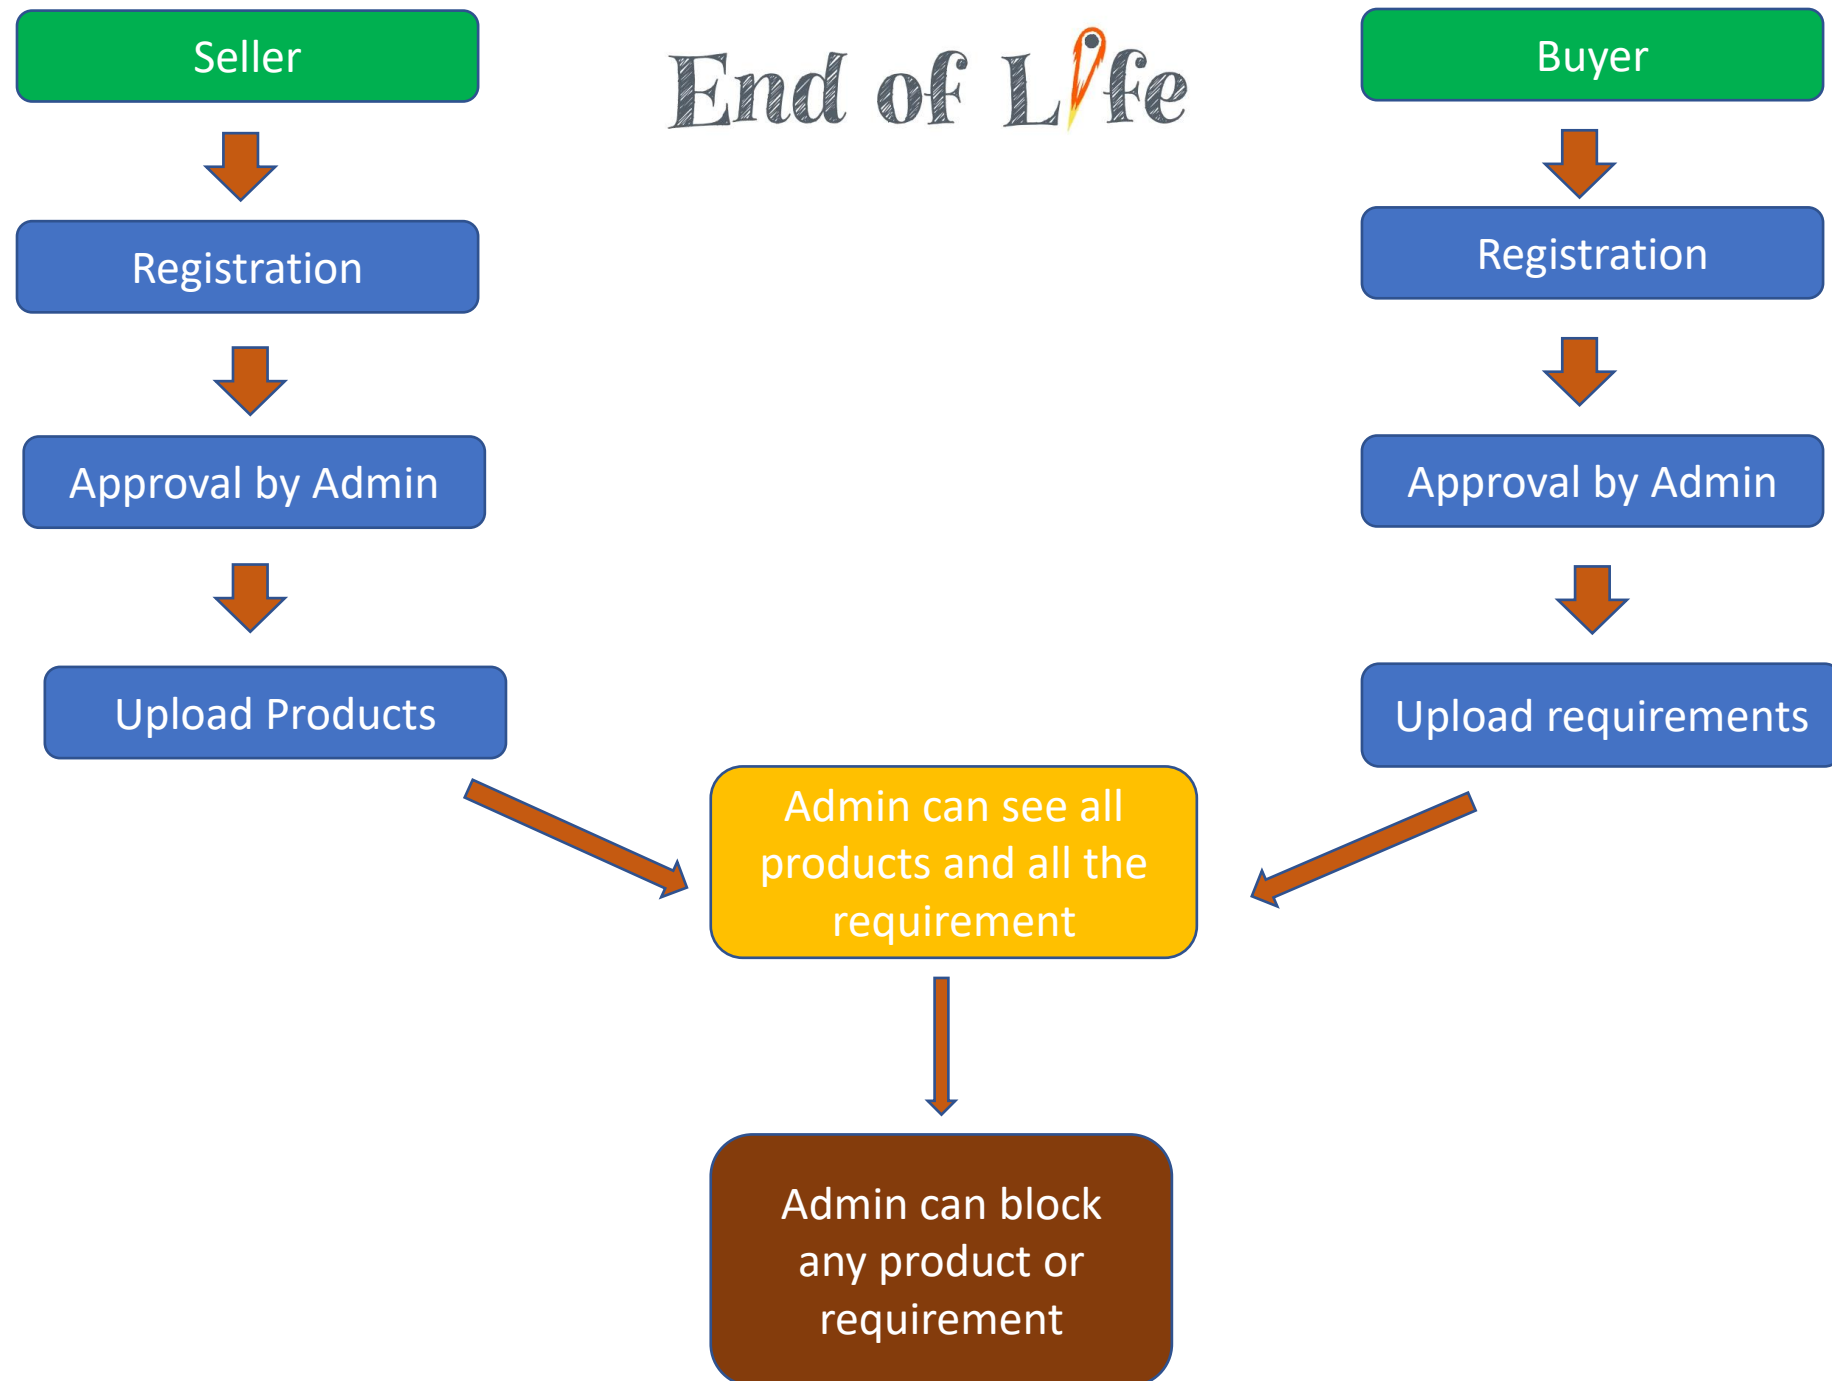 Seller
End of Life
Buyer
Registration
Registration
Approval by Admin
Approval by Admin
Upload Products
Upload requirements
Admin can see all
products and all the
requirement
Admin can block
any product or
requirement